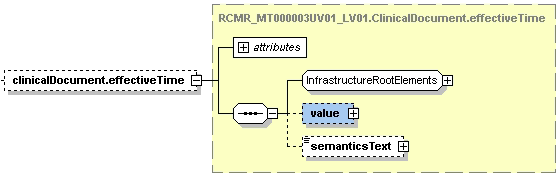 RCMR_MT000003UV01_LV01.ClinicalDocument.effectiveTime
attributes
clinicalDocument.effectiveTime
InfrastructureRootElements
value
semanticsText